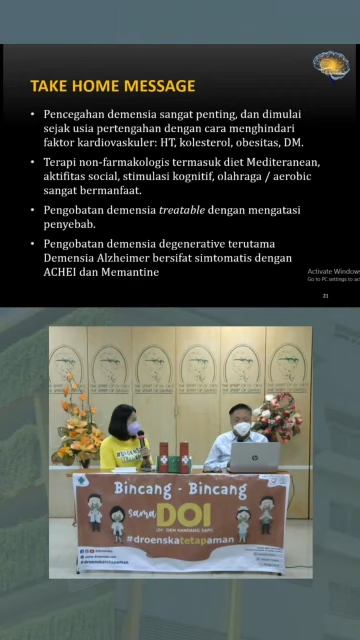 TAKE HOME MESSAGE
• Pencegahan demensia sangat penting, dan dimulai
sejak usia pertengahan dengan cara menghindari
faktor kardiovaskuler: HT, kolesterol, obesitas, DM.
• Terapi non-farmakologis termasuk diet Mediteranean,
aktifitas social, stimulasi kognitif, olahraga / aerobic
sangat bermanfaat.
• Pengobatan demensia treatable dengan mengatasi
penyebab.
• Pengobatan demensia degenerative terutama
Demensia Alzheimer bersifat simtomatis dengan
ACHEI dan Memantine
Activate Windows
Go to PC settings to ac
23
Bincang - Bincang
sama DOI
#droenskatetapaman
#droenskatetapaman